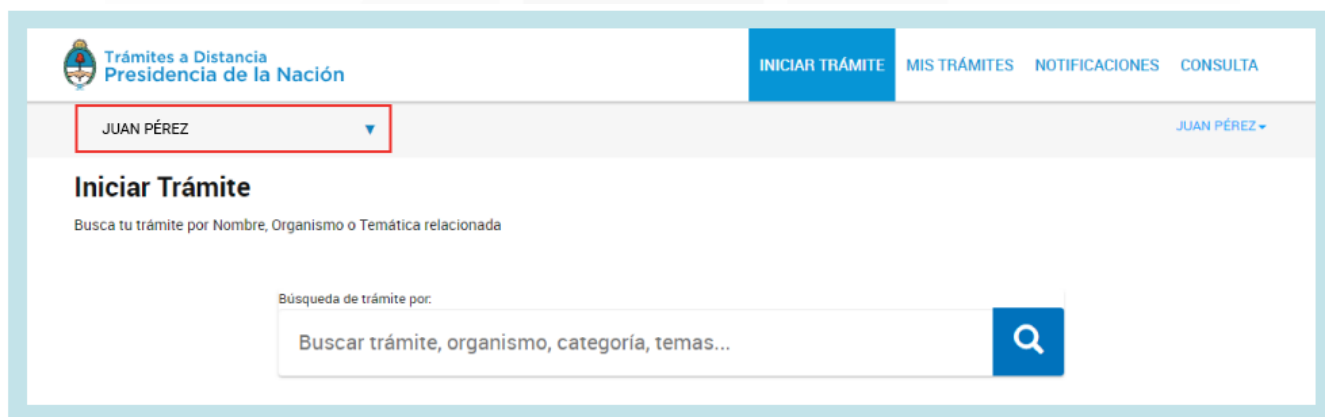 Trámites a Distancia
Presidencia de la Nación
INICIAR TRÁMITE MIS TRÁMITES NOTIFICACIONES CONSULTA
JUAN PÉREZ
JUAN PÉREZ
Iniciar Trámite
Busca tu trámite por Nombre, Organismo o Temática relacionada
Búsqueda de trámite por:
Buscar trámite, organismo, categoría, temas...